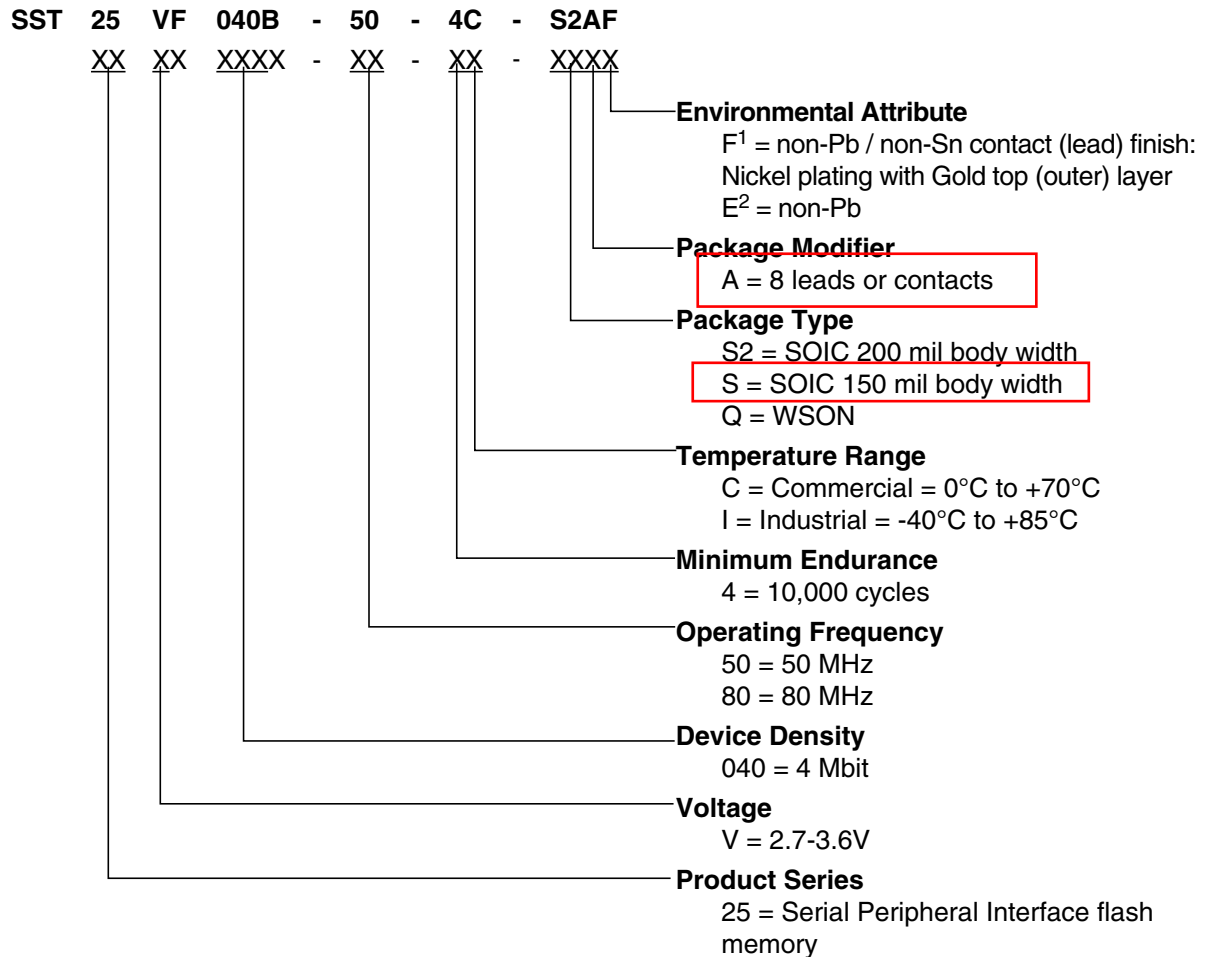 SST 25 VF 040B - 50 - 4C - S2AF
XX XX XXXX - XX - XX - XXXX
Environmental Attribute
F1 = non-Pb / non-Sn contact (lead) finish:
Nickel plating with Gold top (outer) layer
E2 = non-Pb
Package Modifier
A = 8 leads or contacts
Package Type
S2 = SOIC 200 mil body width
S = SOIC 150 mil body width
Q = WSON
Temperature Range
C = Commercial = 0°C to +70°C
I = Industrial = -40°C to +85°C
Minimum Endurance
4 = 10,000 cycles
Operating Frequency
50 = 50 MHz
80 = 80 MHz
Device Density
040 = 4 Mbit
Voltage
V = 2.7-3.6V
Product Series
25 = Serial Peripheral Interface flash
memory